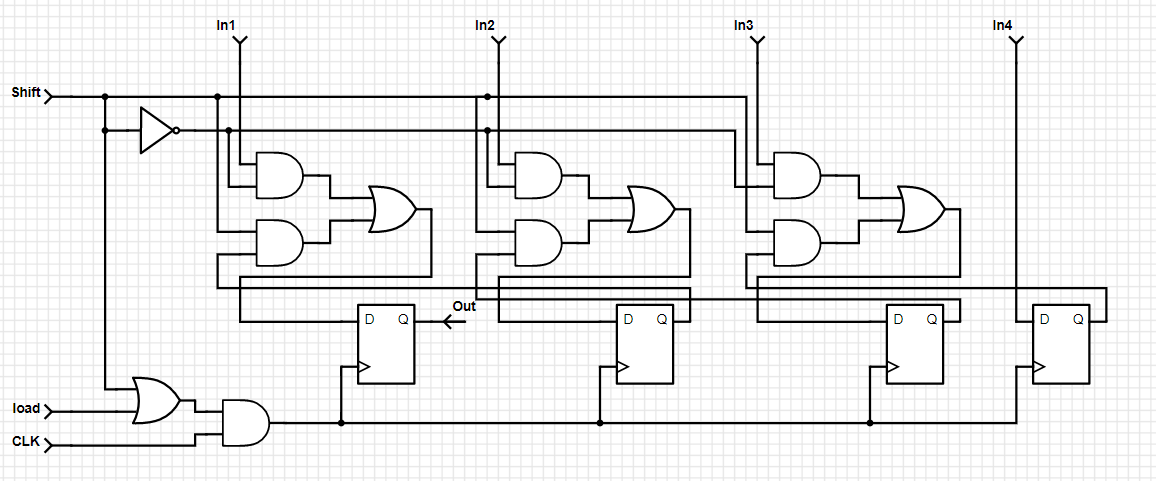 In1 In2 In3 In4
Shift
Out
D Q D Q D Q D Q
load
CLK